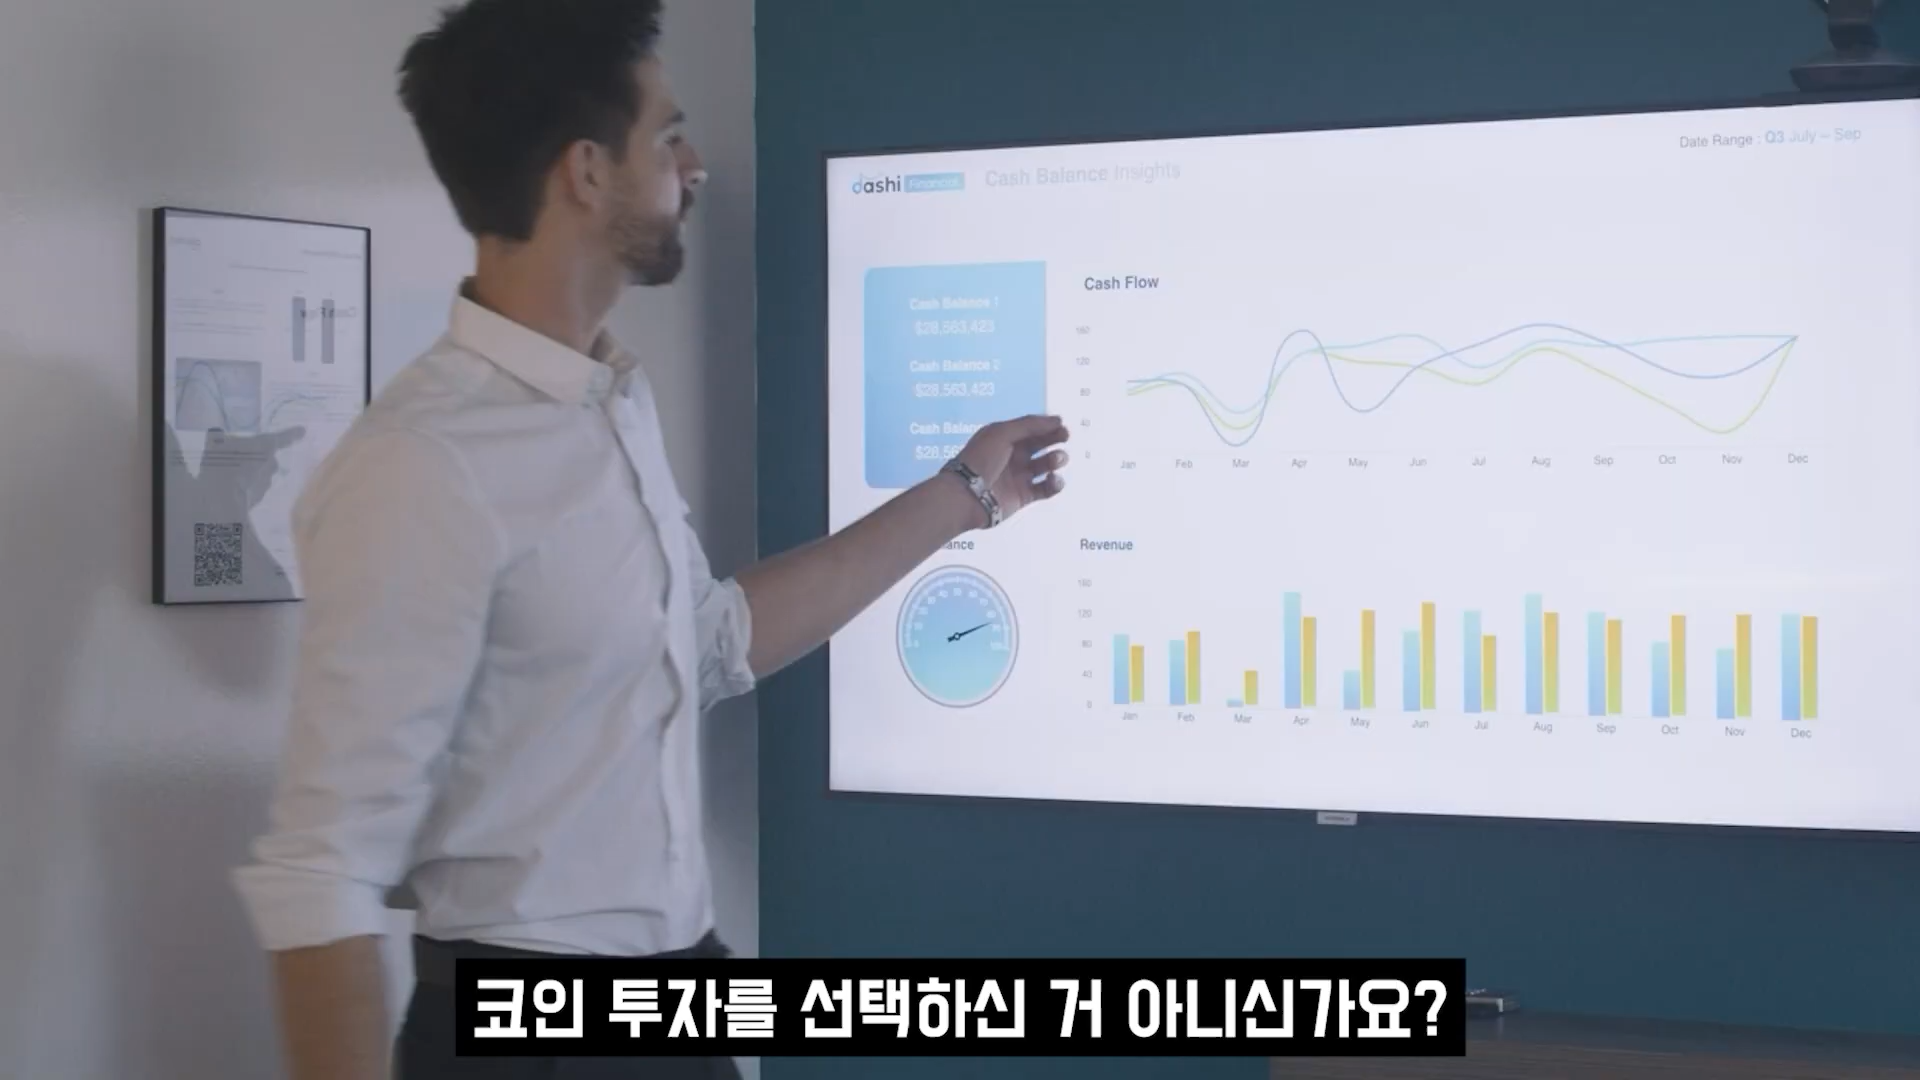 Date Range : Q3 July – Sep
dashi Financial Cash Balance Insights
Cash Balance 1
$28,563,423
Cash Balance 2
$28,563,423
Cash
Cash Flow
160
120
80
40
0
Jan Feb Mar Apr May Jun Jul Aug Sep Oct Nov Dec
Revenue
160
120
80
40
0
Jan Feb Mar Apr May Jun Jul Aug Sep Oct Nov Dec
코인 투자를 선택하신 거 아니신가요?